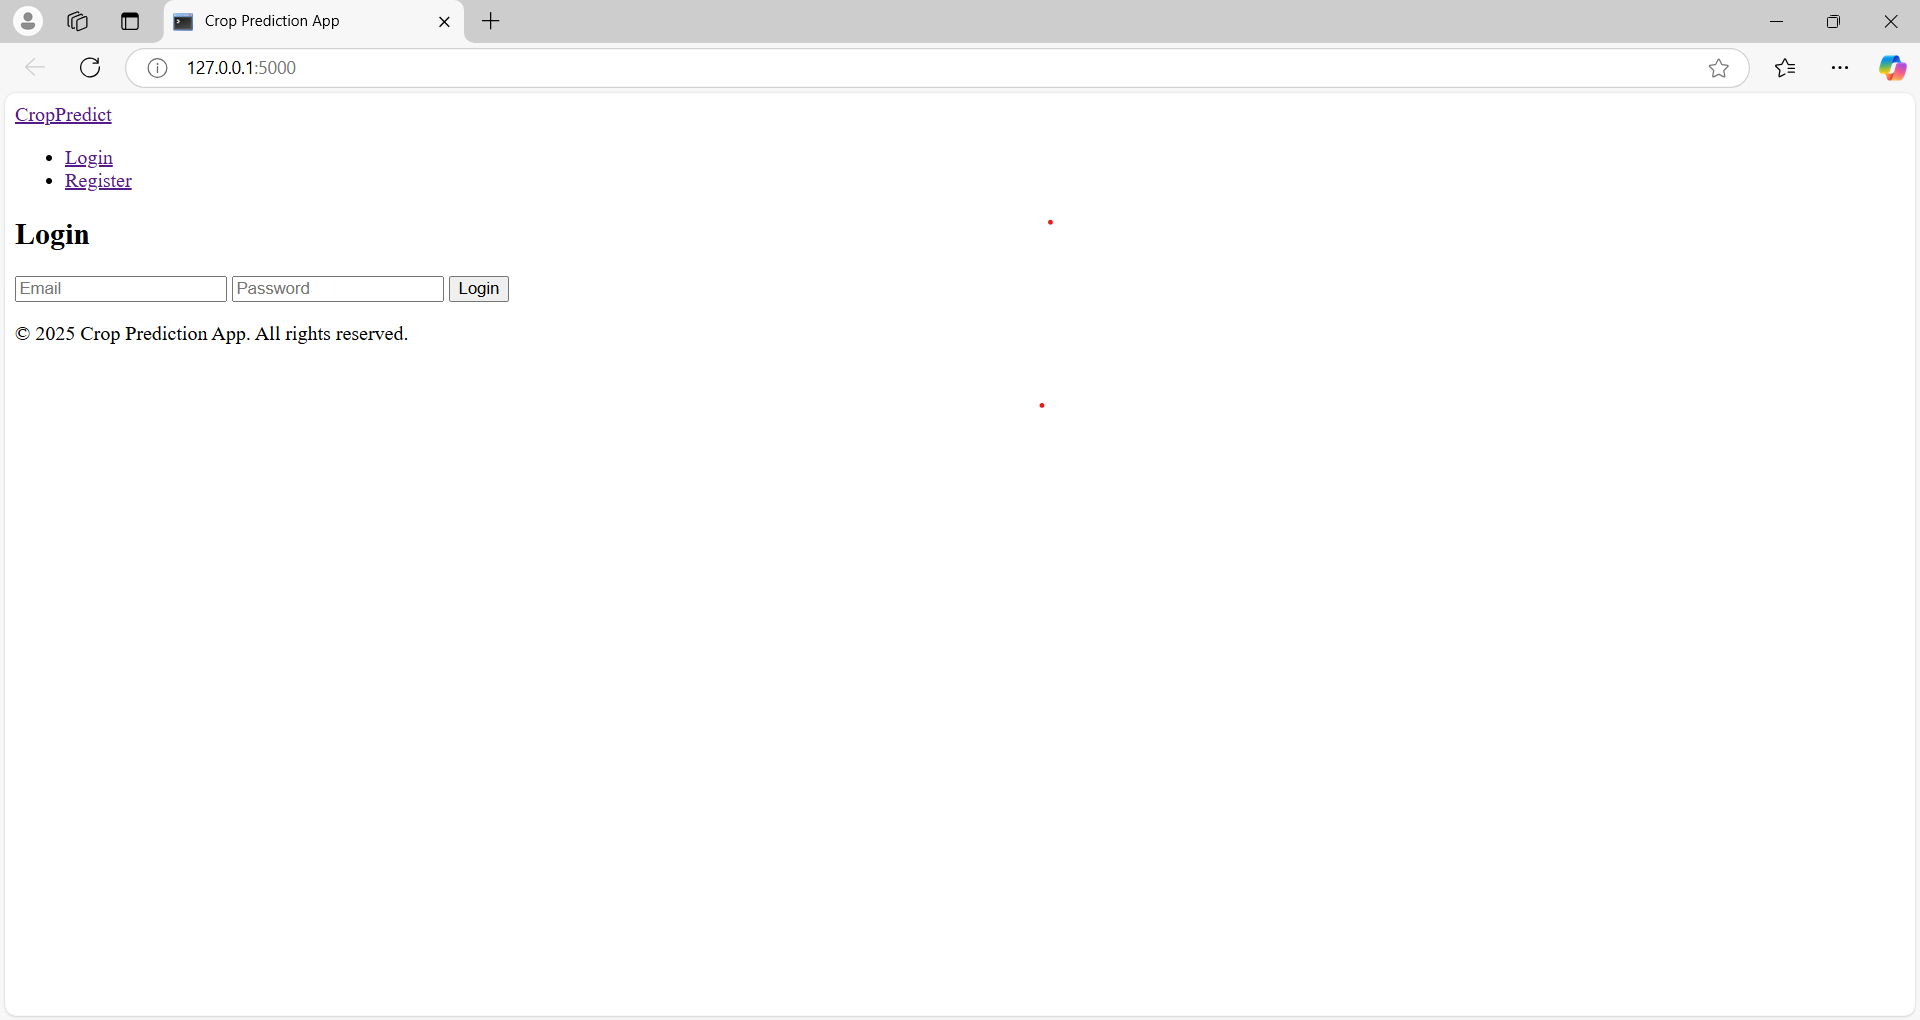 Crop Prediction App
127.0.0.1:5000
CropPredict
Login
Register
Login
Email Password Login
© 2025 Crop Prediction App. All rights reserved.